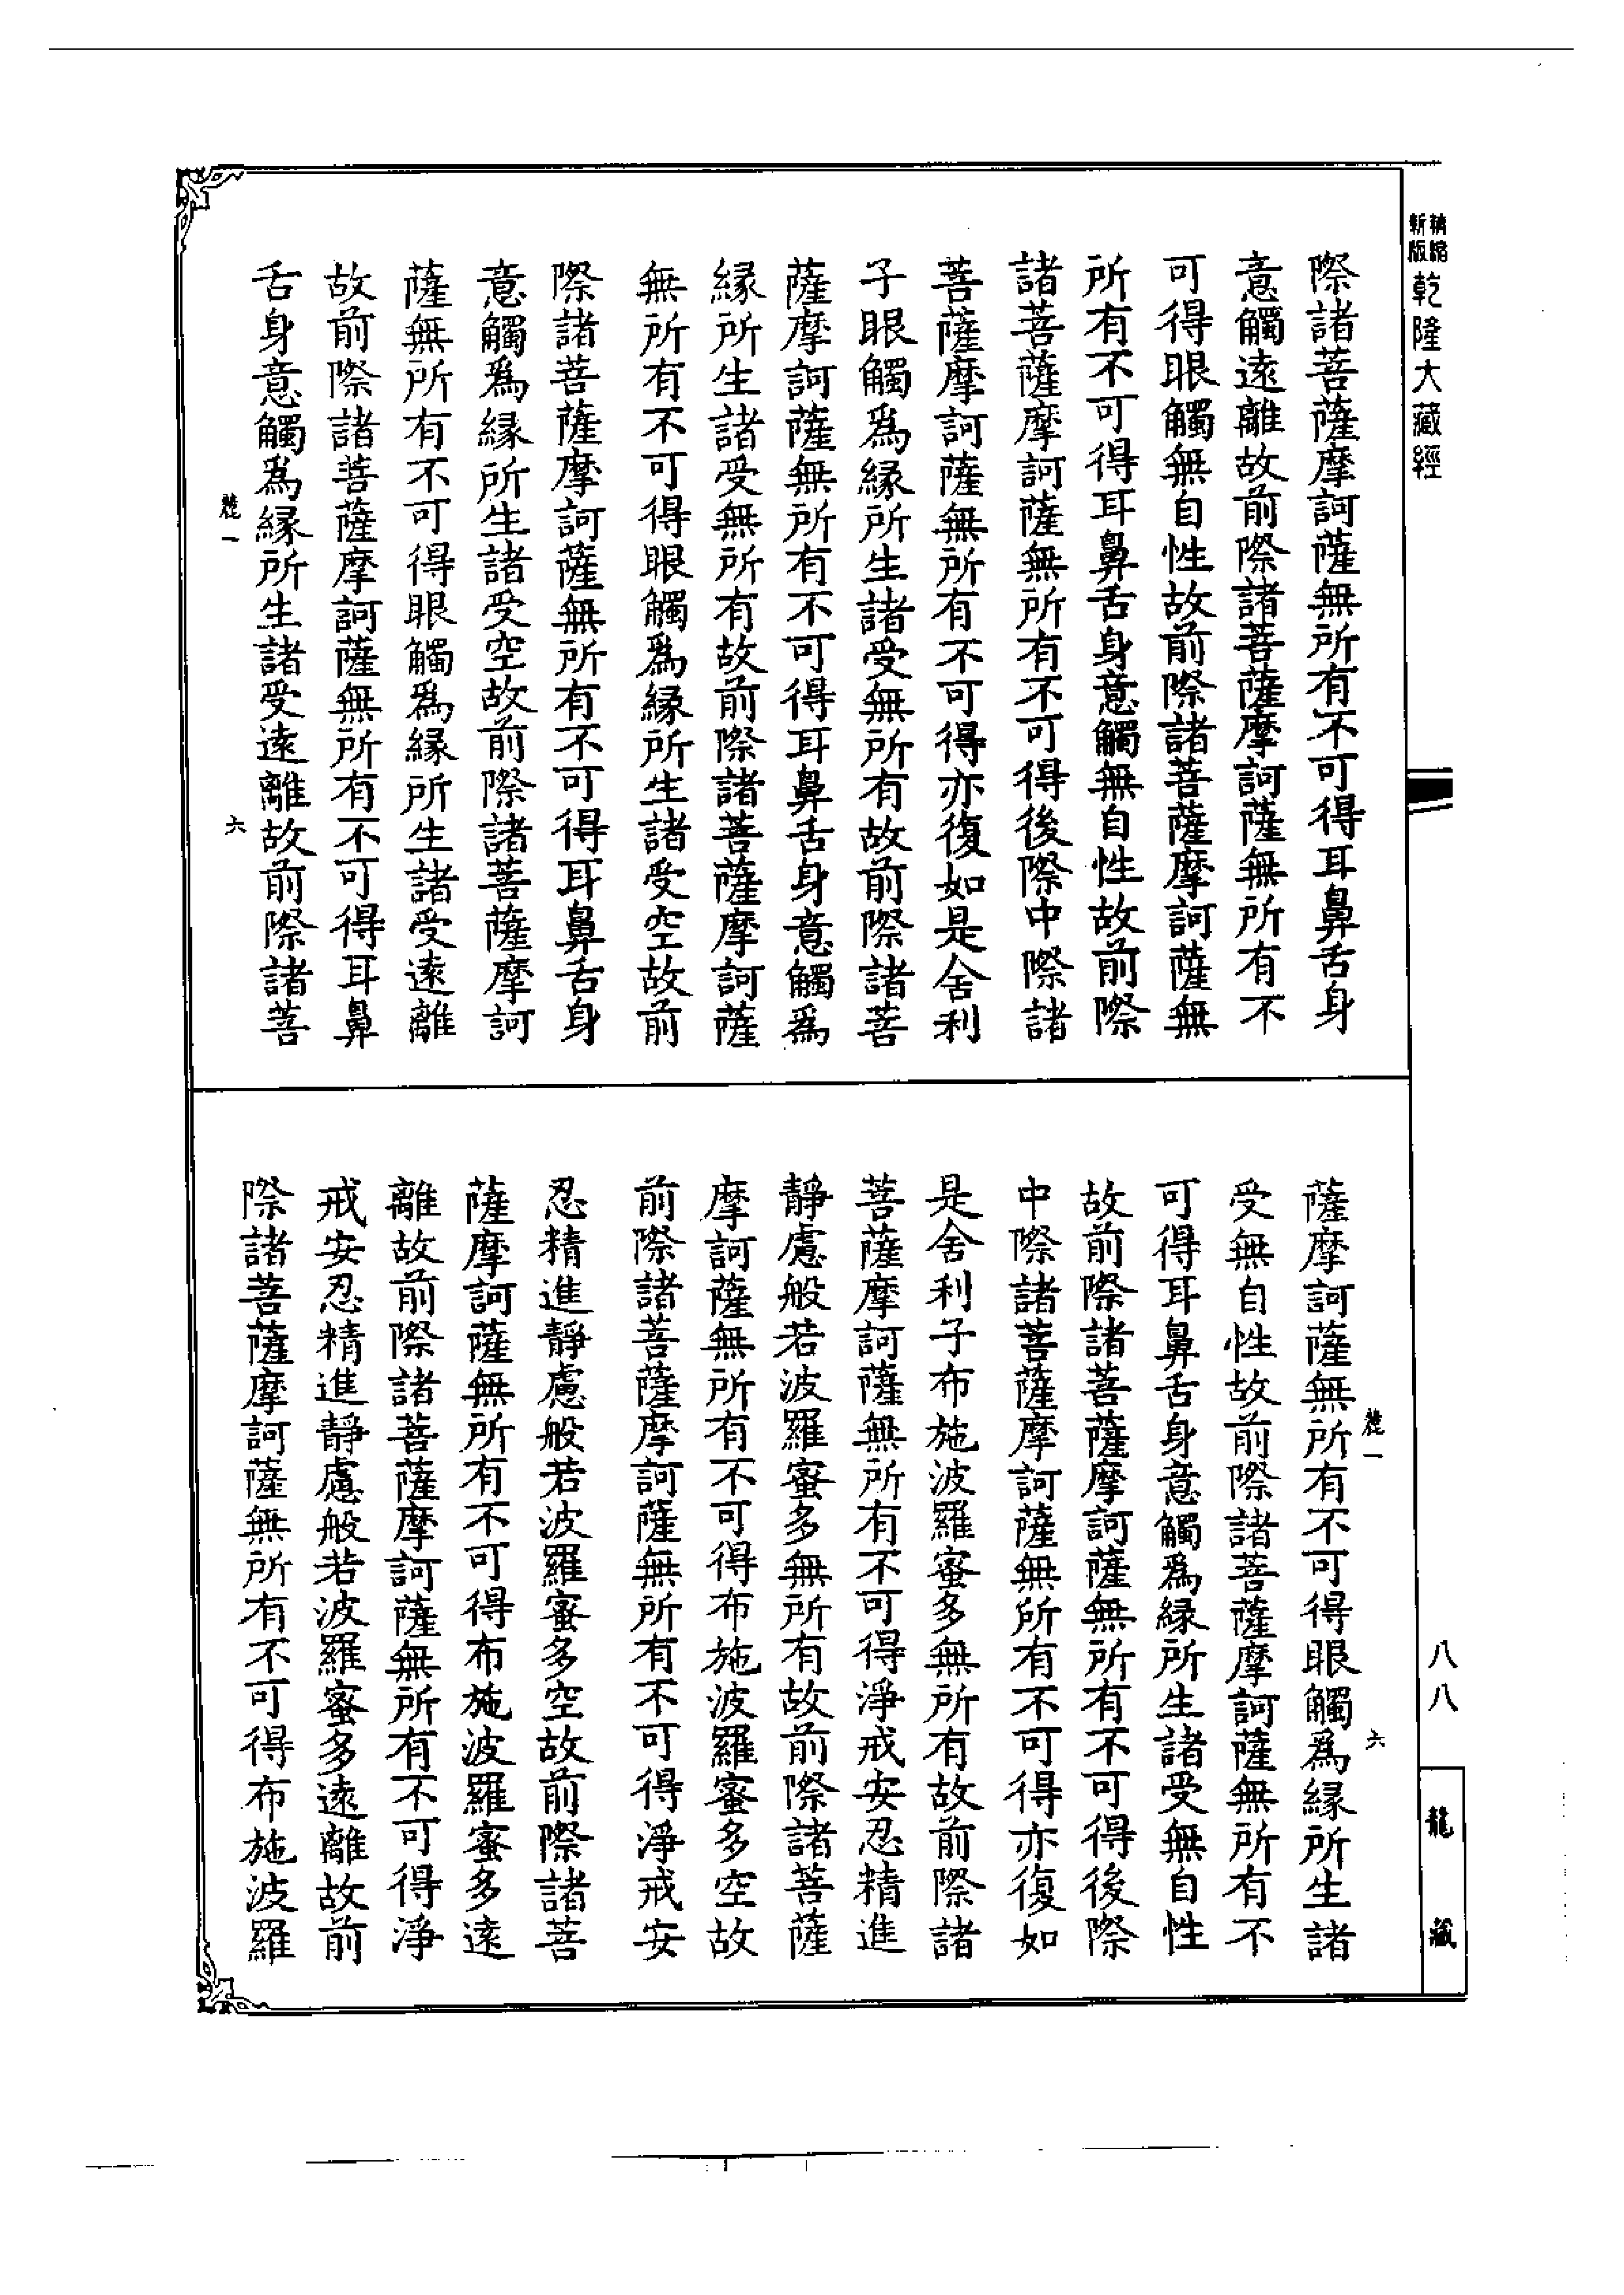 精縮
新版
乾隆大藏經
際諸菩薩摩訶薩無所有不可得耳鼻舌身
意觸遠離故前際諸菩薩摩訶薩無所有不
可得眼觸無自性故前際諸菩薩摩訶薩無
所有不可得耳鼻舌身意觸無自性故前際
諸菩薩摩訶薩無所有不可得後際中際諸
菩薩摩訶薩無所有不可得亦復如是舍利
子眼觸爲緣所生諸受無所有故前際諸菩
薩摩訶薩無所有不可得耳鼻舌身意觸爲
緣所生諸受無所有故前際諸菩薩摩訶薩
無所有不可得眼觸爲緣所生諸受空故前
際諸菩薩摩訶薩無所有不可得耳鼻舌身
意觸爲緣所生諸受空故前際諸菩薩摩訶
薩無所有不可得眼觸爲緣所生諸受遠離
故前際諸菩薩摩訶薩無所有不可得耳鼻
舌身意觸爲緣所生諸受遠離故前際諸菩
麓一 六
麓一 六
薩摩訶薩無所有不可得眼觸爲緣所生諸
受無自性故前際諸菩薩摩訶薩無所有不
可得耳鼻舌身意觸爲緣所生諸受無自性
故前際諸菩薩摩訶薩無所有不可得後際
中際諸菩薩摩訶薩無所有不可得亦復如
是舍利子布施波羅蜜多無所有故前際諸
菩薩摩訶薩無所有不可得淨戒安忍精進
靜慮般若波羅蜜多無所有故前際諸菩薩
摩訶薩無所有不可得布施波羅蜜多空故
前際諸菩薩摩訶薩無所有不可得淨戒安
忍精進靜慮般若波羅蜜多空故前際諸菩
薩摩訶薩無所有不可得布施波羅蜜多遠
離故前際諸菩薩摩訶薩無所有不可得淨
戒安忍精進靜慮般若波羅蜜多遠離故前
際諸菩薩摩訶薩無所有不可得布施波羅
八八
龍藏